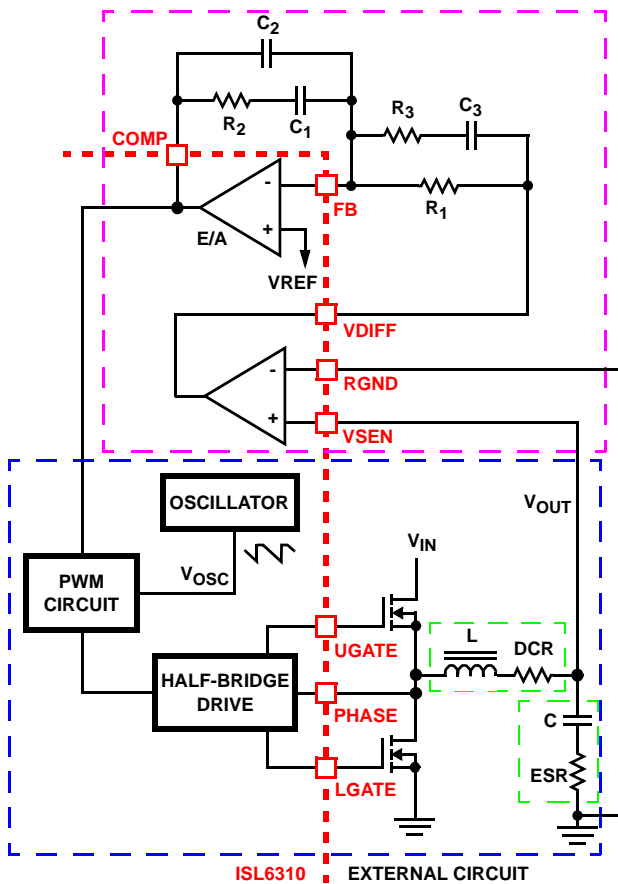 C2
R2
C1
R3
C3
COMP
-
+
E/A
FB
R1
VREF
VDIFF
-
RGND
+
VSEN
OSCILLATOR
VOSC
VOUT
PWM
CIRCUIT
VIN
UGATE
L
DCR
HALF-BRIDGE
DRIVE
PHASE
C
ESR
LGATE
ISL6310
EXTERNAL CIRCUIT